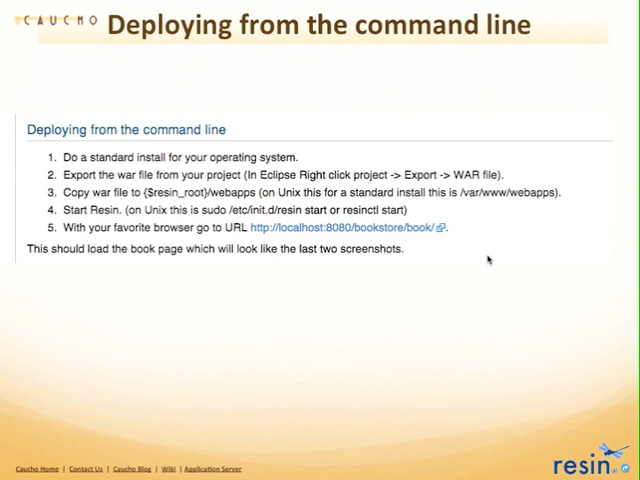 CAUCHO
Deploying from the command line
Deploying from the command line
1. Do a standard install for your operating system.
2. Export the war file from your project (In Eclipse Right click project -> Export -> WAR file).
3. Copy war file to {$resin_root}/webapps (on Unix this for a standard install this is /var/www/webapps).
4. Start Resin. (on Unix this is sudo /etc/init.d/resin start or resinctl start)
5. With your favorite browser go to URL http://localhost:8080/bookstore/book/.
This should load the book page which will look like the last two screenshots.
Caucho Home | Contact Us | Caucho Blog | Wiki | Application Server
resin